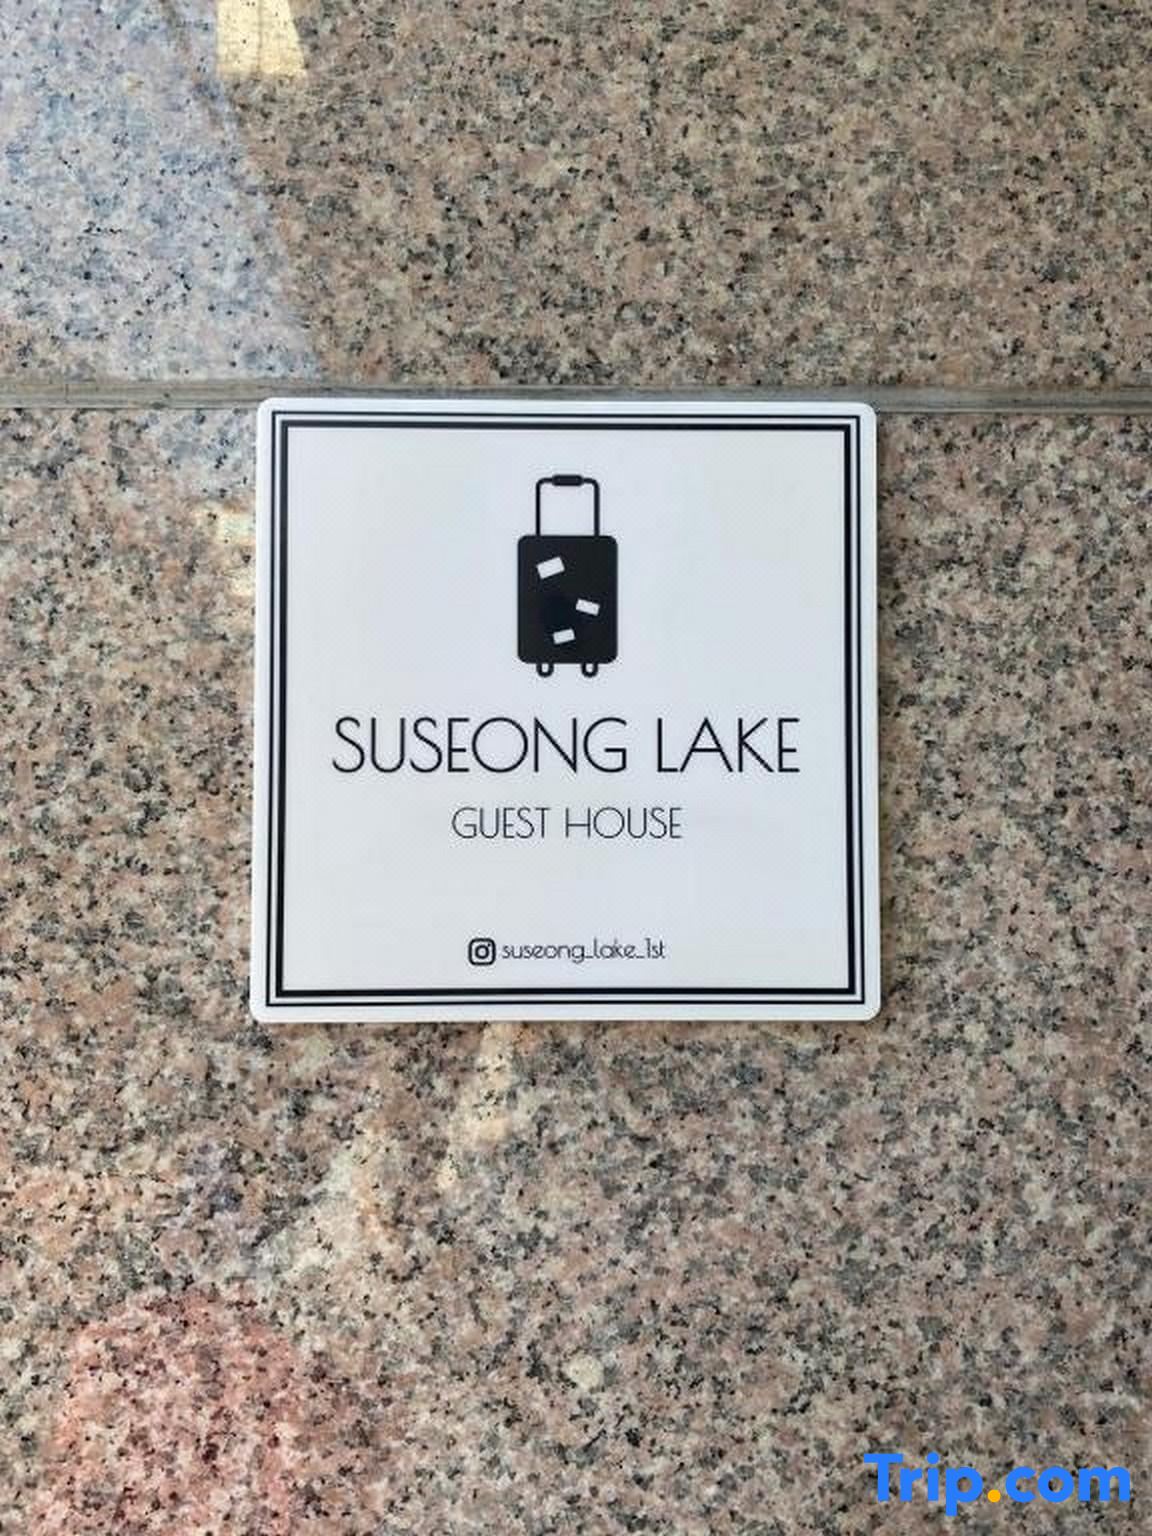 SUSEONG LAKE
GUEST HOUSE
suseong_lake_1st
Trip.com